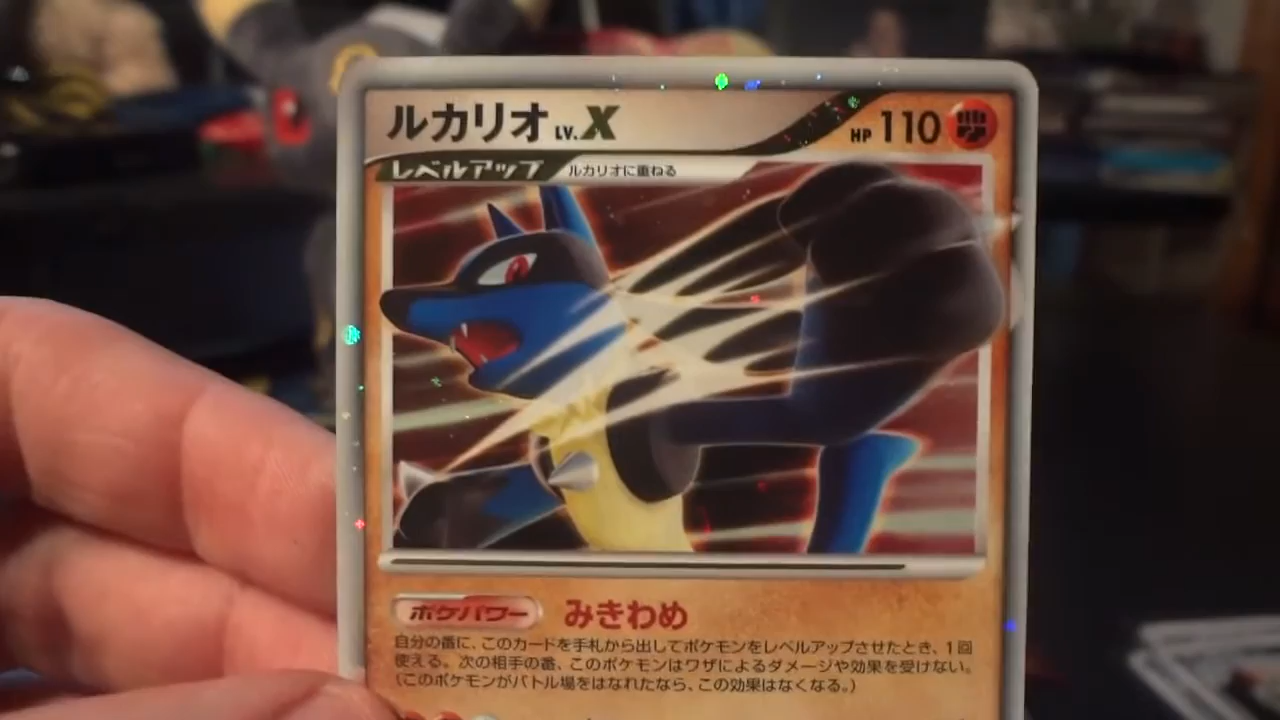 ルカリオ LV.X HP 110
レベルアップ ルカリオに重ねる
ポケパワー みきわめ
自分の番に、このカードを手札から出してポケモンをレベルアップさせたとき、1回
使える。次の相手の番、このポケモンはワザによるダメージや効果を受けない。
(このポケモンがバトル場をはなれたなら、この効果はなくなる。)